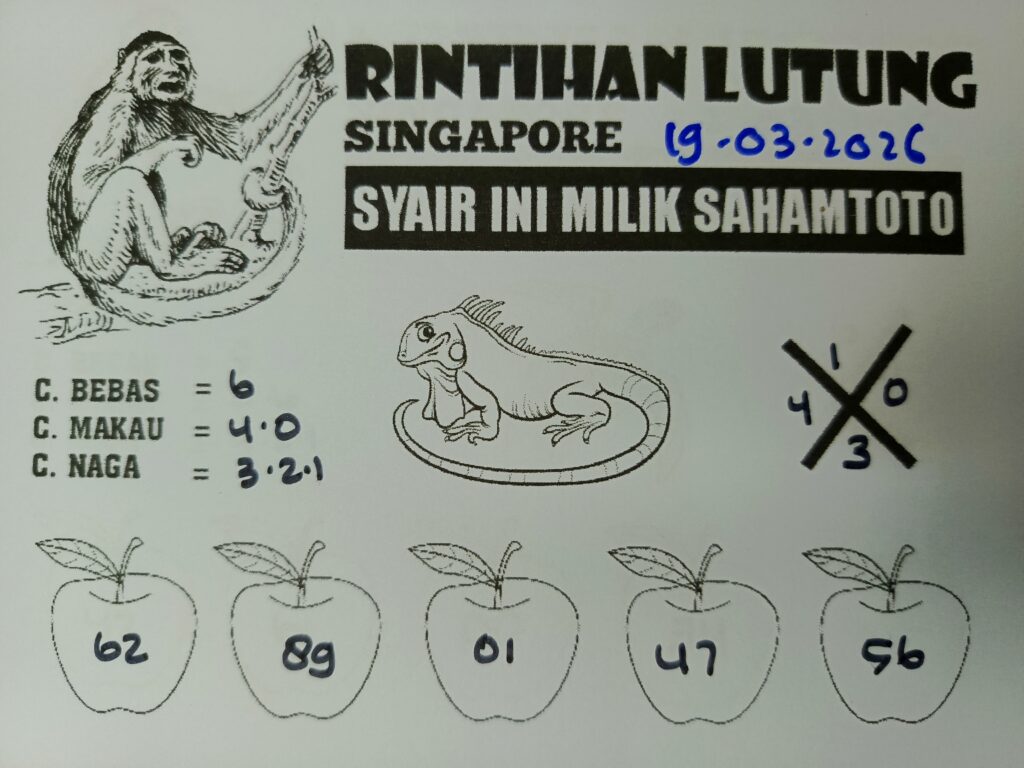 RINTIHAN LUTUNG
SINGAPORE 19-03-2026
SYAIR INI MILIK SAHAMTOTO
C. BEBAS = 6
C. MAKAU = 4·0
C. NAGA = 3·2·1
1
4 0
3
62 89 01 47 56